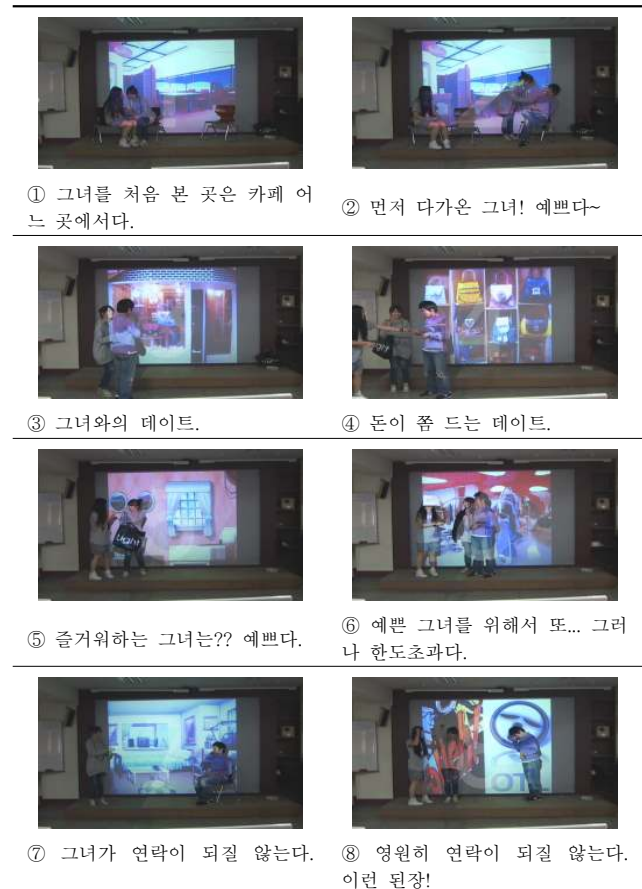 ① 그녀를 처음 본 곳은 카페 어
느 곳에서다.
② 먼저 다가온 그녀! 예쁘다~
③ 그녀와의 데이트.
④ 돈이 쫌 드는 데이트.
⑤ 즐거워하는 그녀는?? 예쁘다.
⑥ 예쁜 그녀를 위해서 또... 그러
나 한도초과다.
⑦ 그녀가 연락이 되질 않는다.
⑧ 영원히 연락이 되질 않는다.
이런 된장!